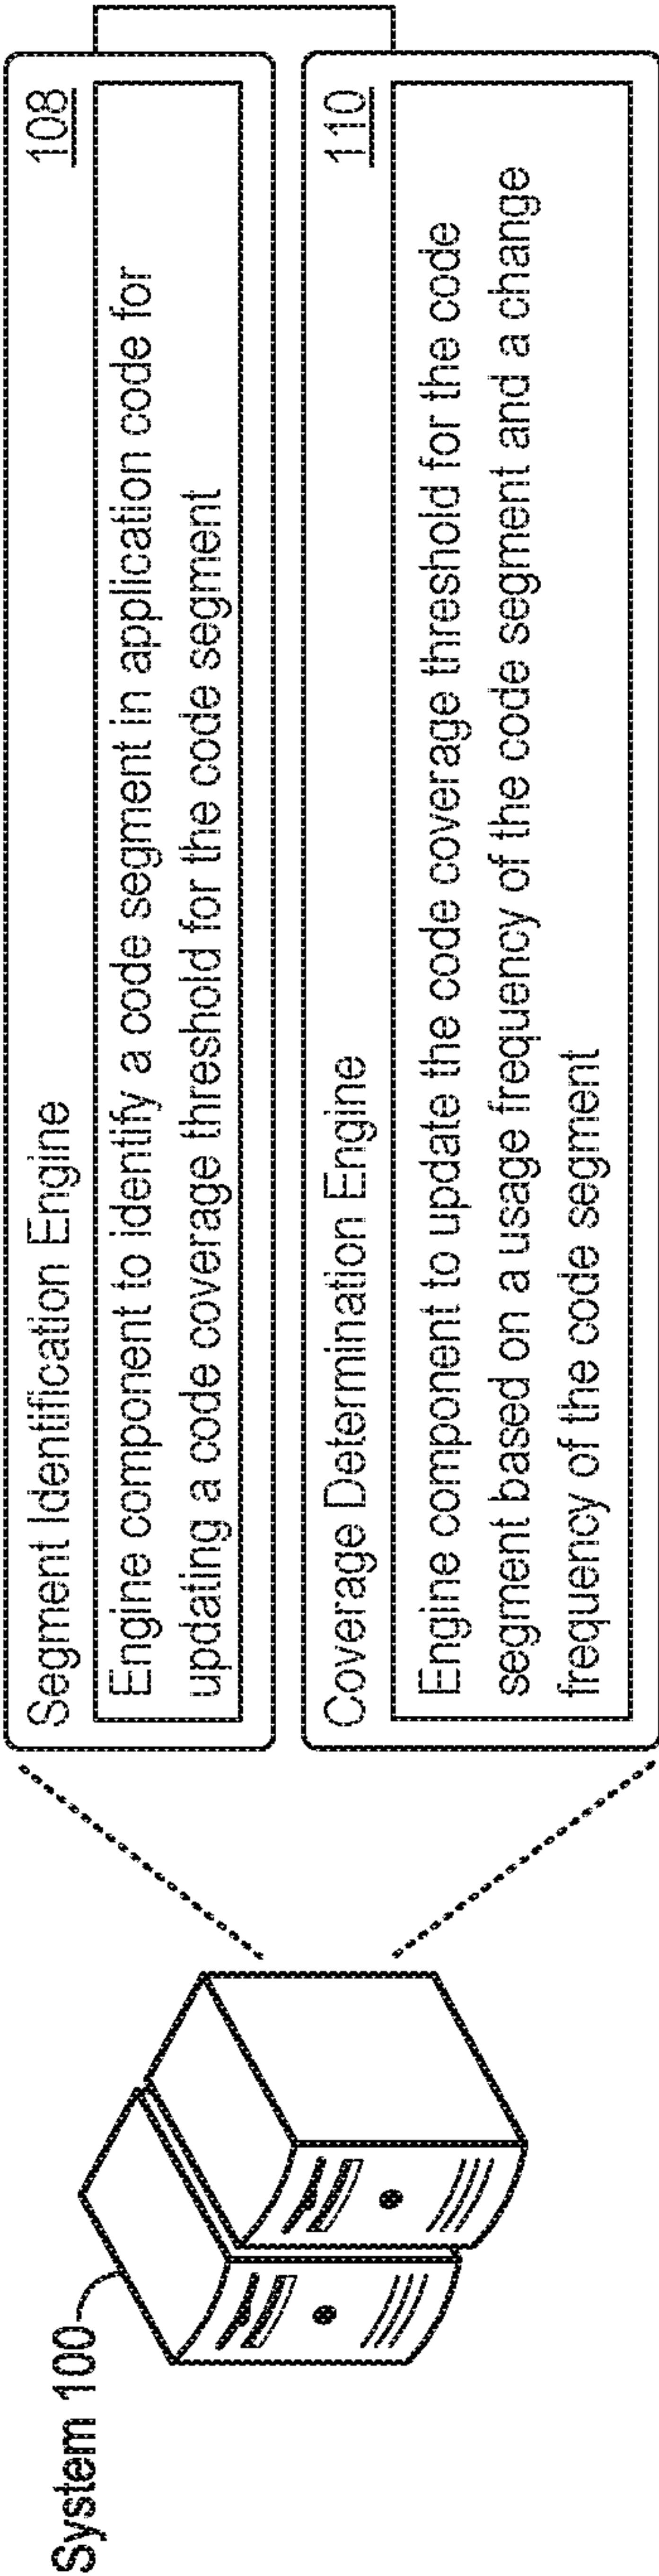 System 100
Segment Identification Engine 108
Engine component to identify a code segment in application code for
updating a code coverage threshold for the code segment
Coverage Determination Engine 110
Engine component to update the code coverage threshold for the code
segment based on a usage frequency of the code segment and a change
frequency of the code segment